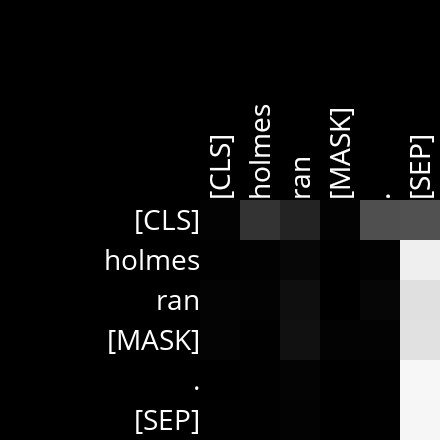 [CLS] holmes ran [MASK] . [SEP]
[CLS]
holmes
ran
[MASK]
.
[SEP]